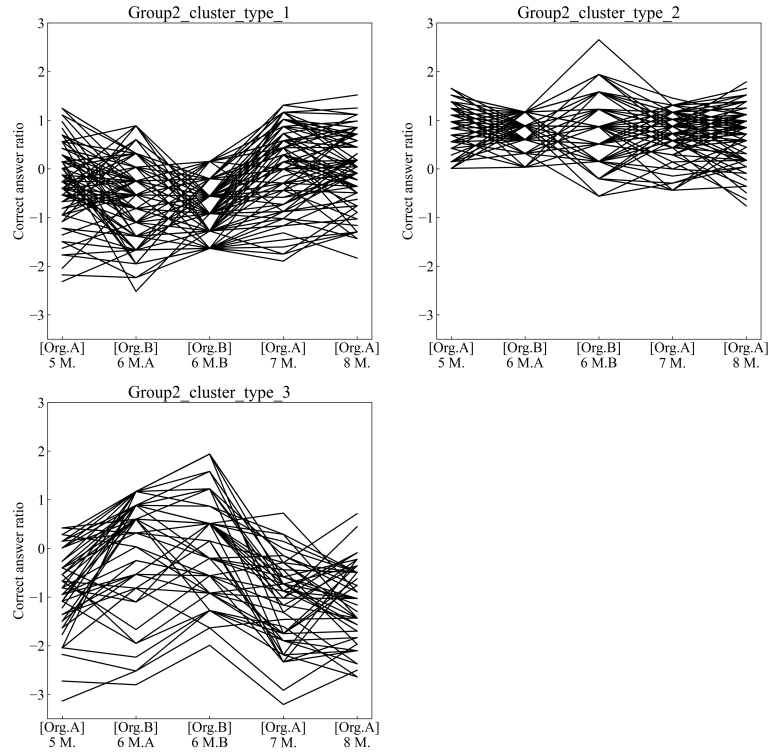 Group2_cluster_type_1
3
2
1
0
−1
−2
−3
Correct answer ratio
[Org.A] [Org.B] [Org.B] [Org.A] [Org.A]
5 M. 6 M.A 6 M.B 7 M. 8 M.
Group2_cluster_type_2
3
2
1
0
−1
−2
−3
Correct answer ratio
[Org.A] [Org.B] [Org.B] [Org.A] [Org.A]
5 M. 6 M.A 6 M.B 7 M. 8 M.
Group2_cluster_type_3
3
2
1
0
−1
−2
−3
Correct answer ratio
[Org.A] [Org.B] [Org.B] [Org.A] [Org.A]
5 M. 6 M.A 6 M.B 7 M. 8 M.